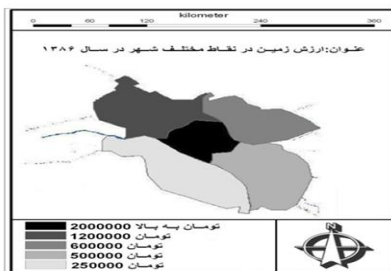 kilometer
0 60 120 240 360
عنوان:ارزش زمین در نقاط مختلف شهر در سال ۱۳۸۶
تومان به بالا 2000000
تومان 1200000
تومان 600000
تومان 500000
تومان 250000
N